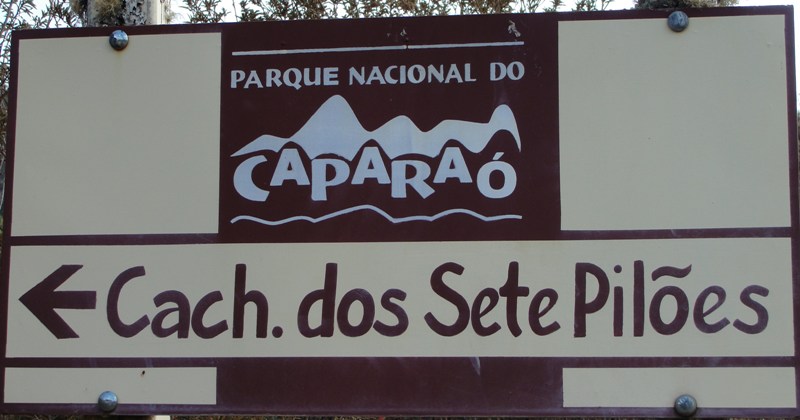 PARQUE NACIONAL DO
CAPARAÓ
Cach. dos Sete Pilões